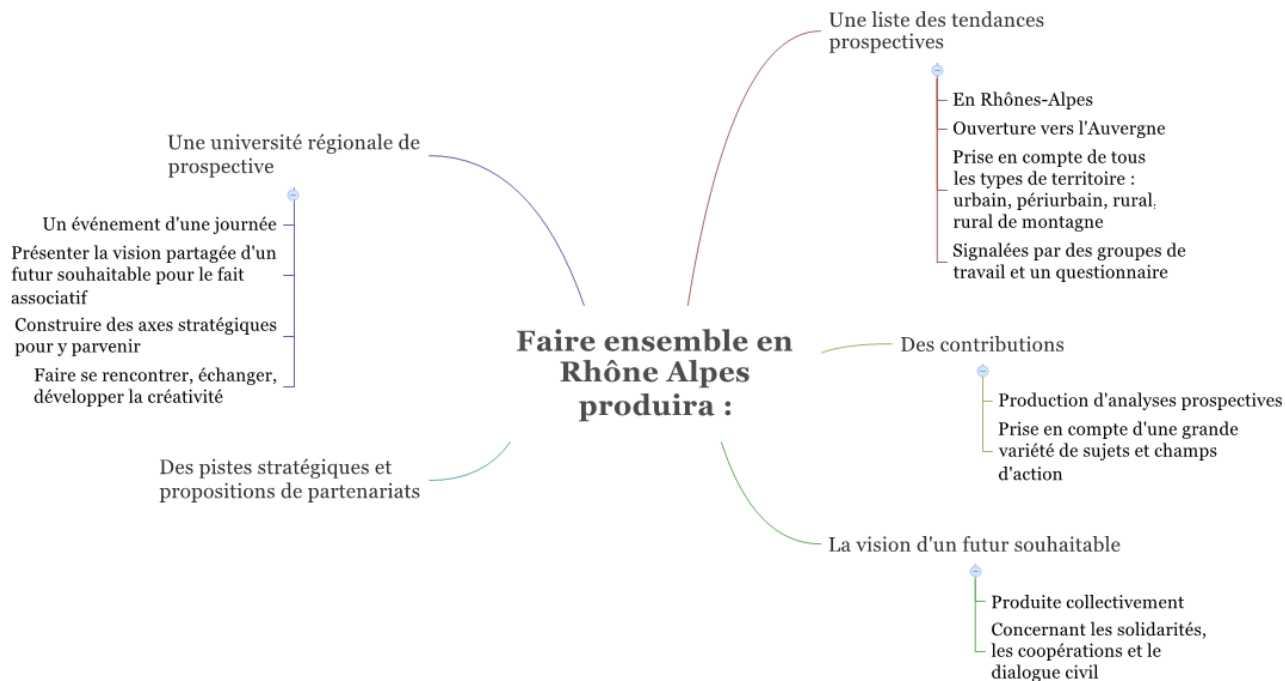 Faire ensemble en
Rhône Alpes
produira :
Une liste des tendances
prospectives
En Rhônes-Alpes
Ouverture vers l'Auvergne
Prise en compte de tous
les types de territoire :
urbain, périurbain, rural,
rural de montagne
Signalées par des groupes de
travail et un questionnaire
Des contributions
Production d'analyses prospectives
Prise en compte d'une grande
variété de sujets et champs
d'action
La vision d'un futur souhaitable
Produite collectivement
Concernant les solidarités,
les coopérations et le
dialogue civil
Des pistes stratégiques et
propositions de partenariats
Une université régionale de
prospective
Un événement d'une journée
Présenter la vision partagée d'un
futur souhaitable pour le fait
associatif
Construire des axes stratégiques
pour y parvenir
Faire se rencontrer, échanger,
développer la créativité